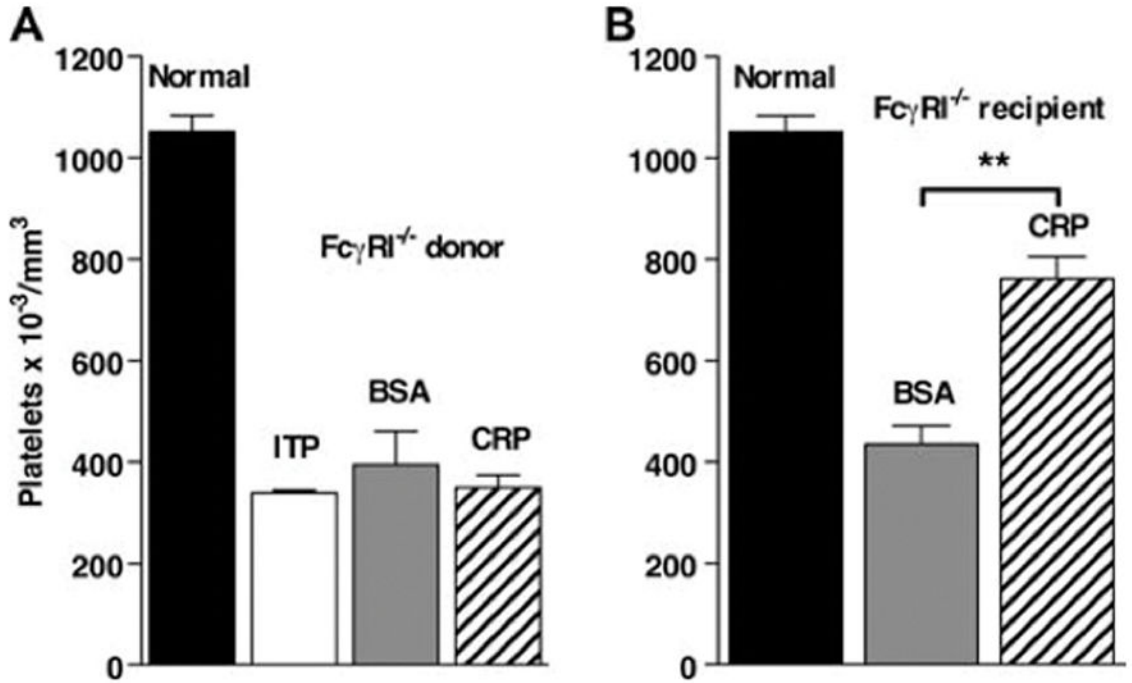 A
Platelets x 10⁻³/mm³
1200
1000
800
600
400
200
0
Normal
FcγRI⁻/⁻ donor
ITP
BSA
CRP
B
1200
1000
800
600
400
200
0
Normal
FcγRI⁻/⁻ recipient
**
BSA
CRP